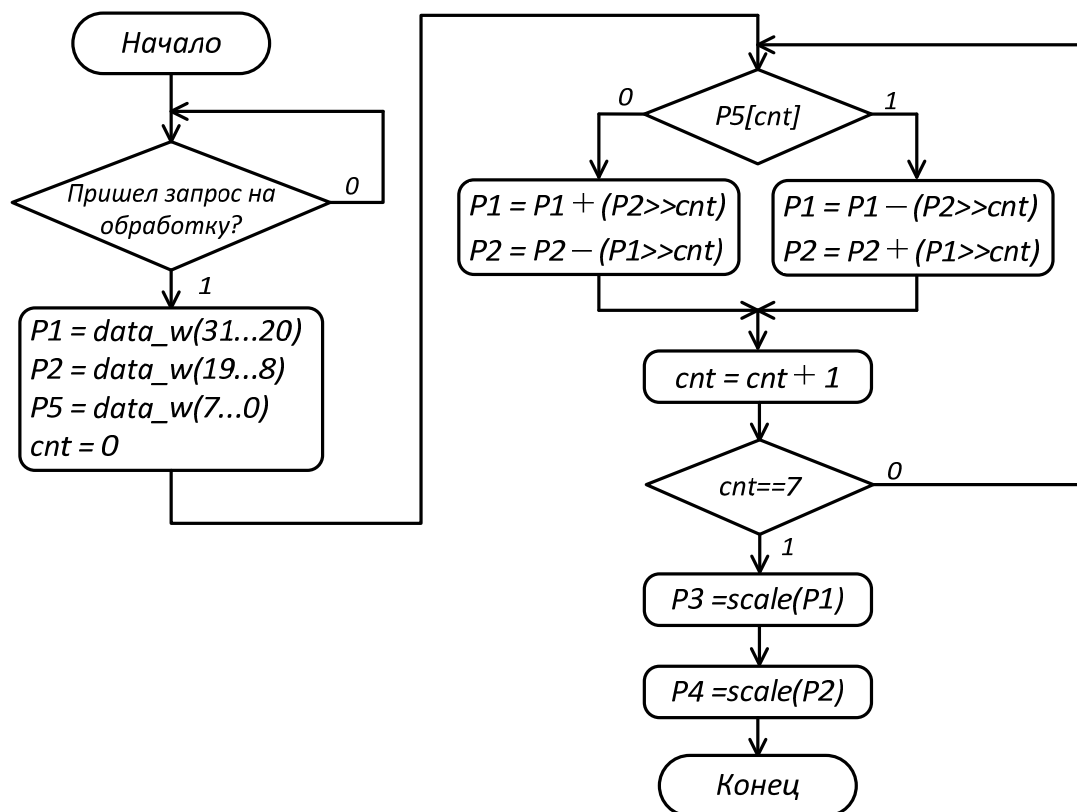 Начало
Пришел запрос на
обработку?
0
1
P1 = data_w(31...20)
P2 = data_w(19...8)
P5 = data_w(7...0)
cnt = 0
P5[cnt]
0
1
P1 = P1 + (P2>>cnt)
P2 = P2 − (P1>>cnt)
P1 = P1 − (P2>>cnt)
P2 = P2 + (P1>>cnt)
cnt = cnt + 1
cnt==7
0
1
P3 =scale(P1)
P4 =scale(P2)
Конец